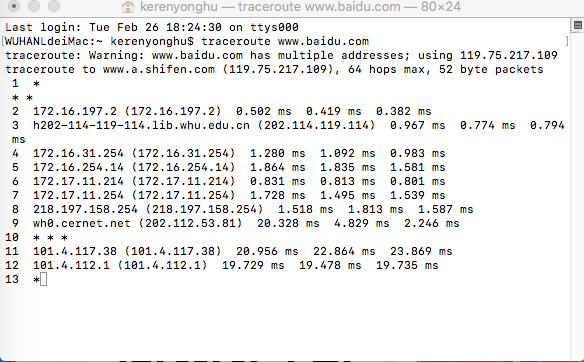 kerenyonghu — traceroute www.baidu.com — 80×24
Last login: Tue Feb 26 18:24:30 on ttys000
[WUHANLdeiMac:~ kerenyonghu$ traceroute www.baidu.com ]
traceroute: Warning: www.baidu.com has multiple addresses; using 119.75.217.109
traceroute to www.a.shifen.com (119.75.217.109), 64 hops max, 52 byte packets
1 *
* *
2 172.16.197.2 (172.16.197.2) 0.502 ms 0.419 ms 0.382 ms
3 h202-114-119-114.lib.whu.edu.cn (202.114.119.114) 0.967 ms 0.774 ms 0.794
ms
4 172.16.31.254 (172.16.31.254) 1.280 ms 1.092 ms 0.983 ms
5 172.16.254.14 (172.16.254.14) 1.864 ms 1.835 ms 1.581 ms
6 172.17.11.214 (172.17.11.214) 0.831 ms 0.813 ms 0.801 ms
7 172.17.11.254 (172.17.11.254) 1.728 ms 1.495 ms 1.539 ms
8 218.197.158.254 (218.197.158.254) 1.518 ms 1.813 ms 1.587 ms
9 wh0.cernet.net (202.112.53.81) 20.328 ms 4.829 ms 2.246 ms
10 * * *
11 101.4.117.38 (101.4.117.38) 20.956 ms 22.864 ms 23.869 ms
12 101.4.112.1 (101.4.112.1) 19.729 ms 19.478 ms 19.735 ms
13 *